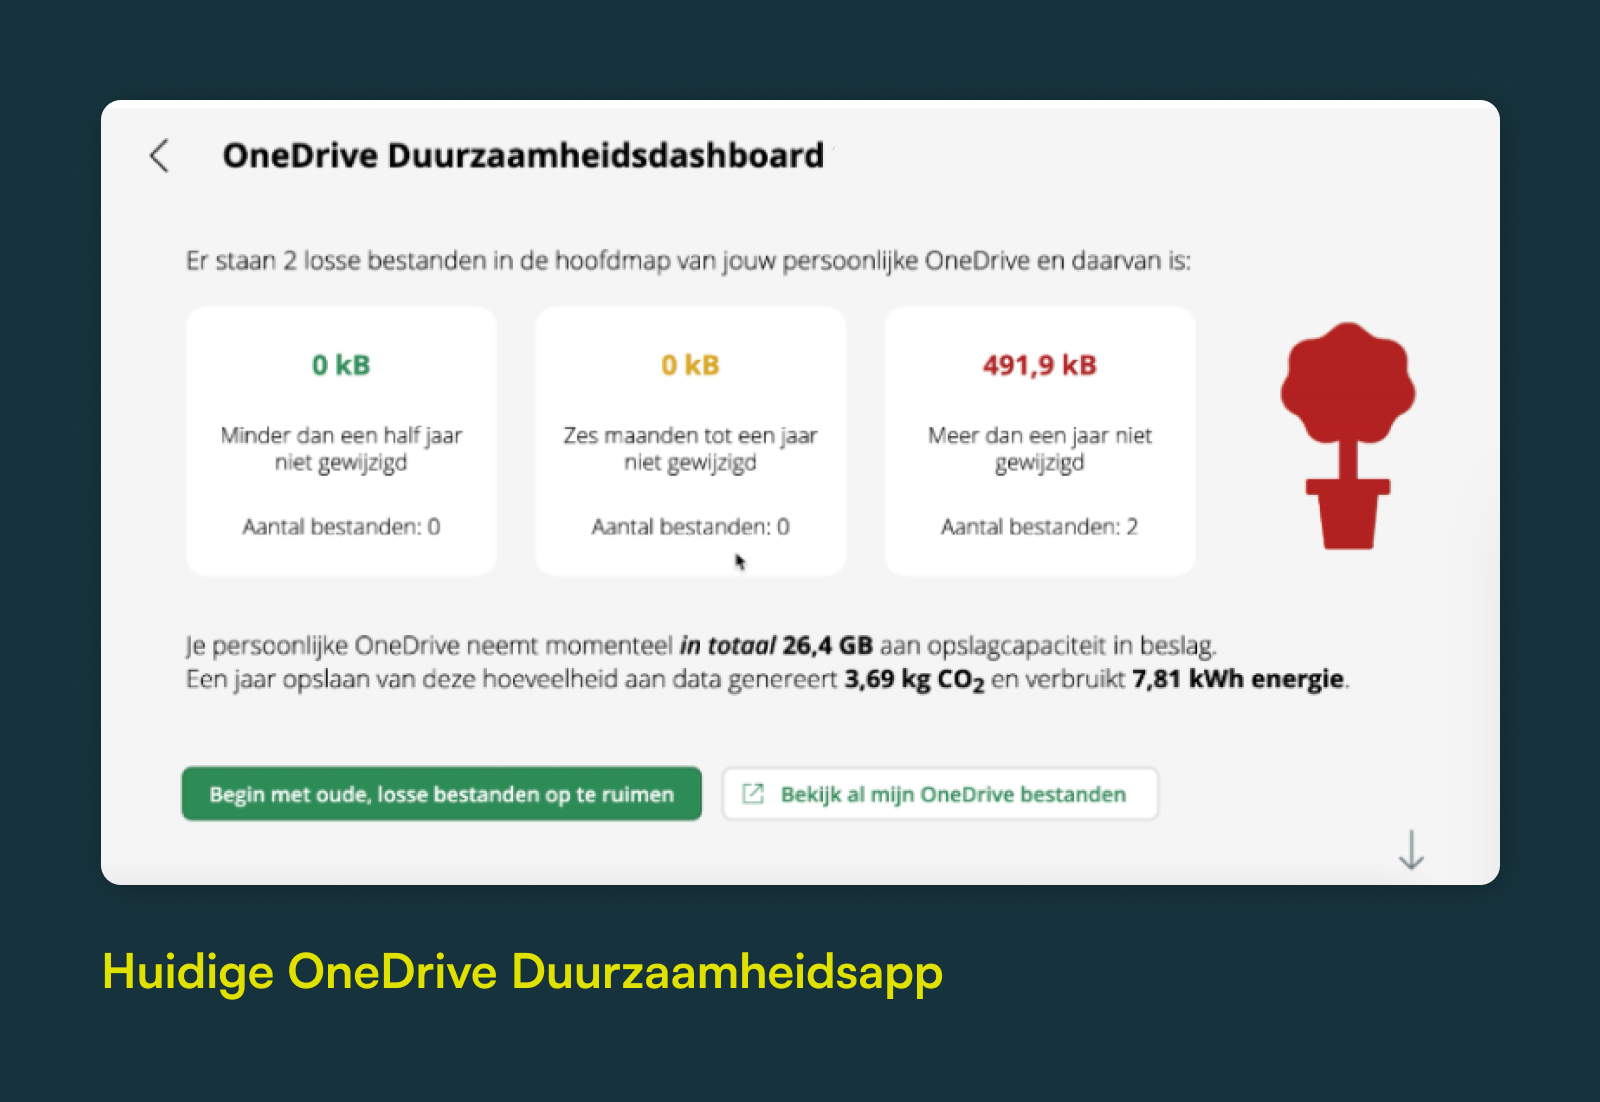 OneDrive Duurzaamheidsdashboard
Er staan 2 losse bestanden in de hoofdmap van jouw persoonlijke OneDrive en daarvan is:
0 kB
Minder dan een half jaar
niet gewijzigd
Aantal bestanden: 0
0 kB
Zes maanden tot een jaar
niet gewijzigd
Aantal bestanden: 0
491,9 kB
Meer dan een jaar niet
gewijzigd
Aantal bestanden: 2
Je persoonlijke OneDrive neemt momenteel in totaal 26,4 GB aan opslagcapaciteit in beslag.
Een jaar opslaan van deze hoeveelheid aan data genereert 3,69 kg CO₂ en verbruikt 7,81 kWh energie.
Begin met oude, losse bestanden op te ruimen
Bekijk al mijn OneDrive bestanden
Huidige OneDrive Duurzaamheidsapp